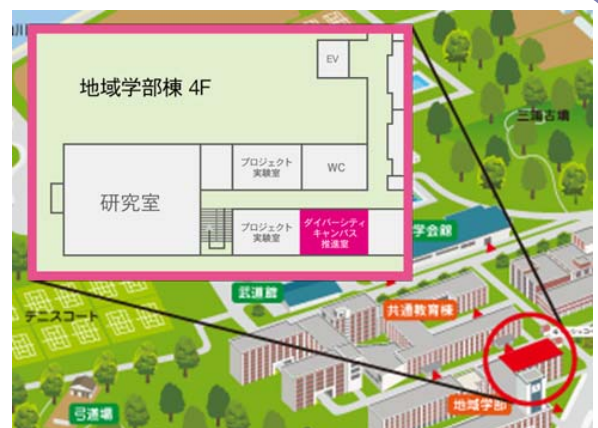 地域学部棟 4F
EV
プロジェクト
実験室
WC
研究室
プロジェクト
実験室
ダイバーシティ
キャンパス
推進室
三浦古墳
学会館
武道館
共通教育棟
テニスコート
地域学部
弓道場